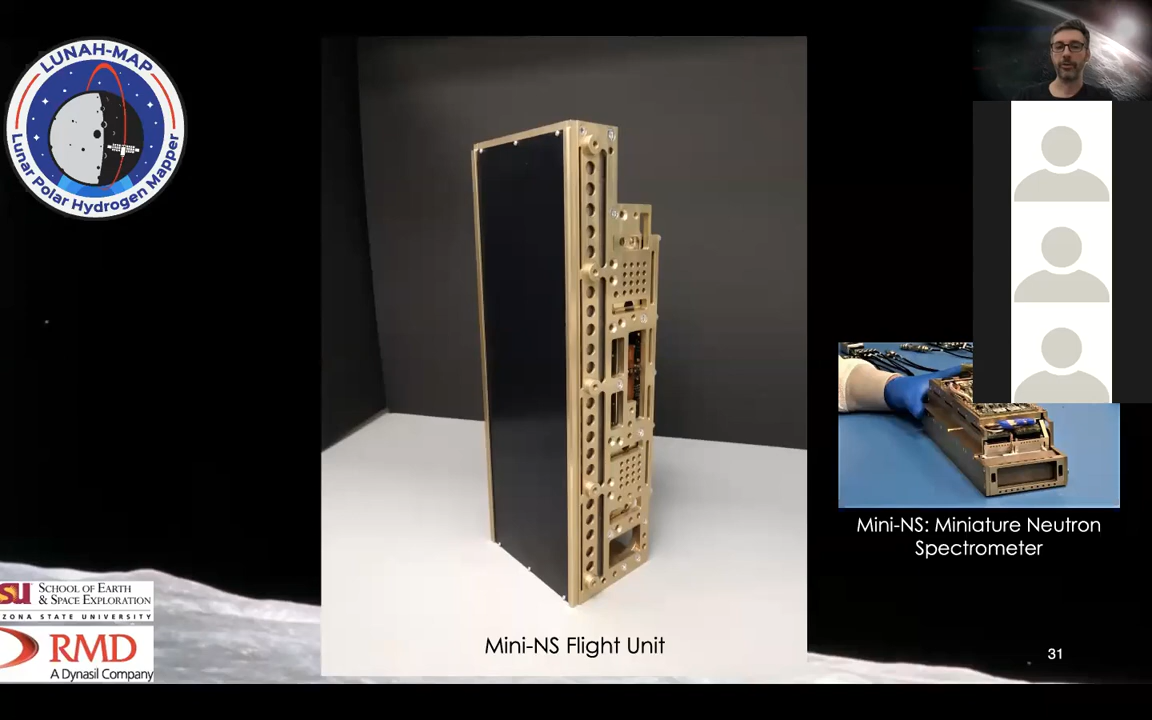 LUNAH-MAP
Lunar Polar Hydrogen Mapper
Mini-NS: Miniature Neutron
Spectrometer
SCHOOL OF EARTH
& SPACE EXPLORATION
RMD
A Dynasil Company
Mini-NS Flight Unit
31